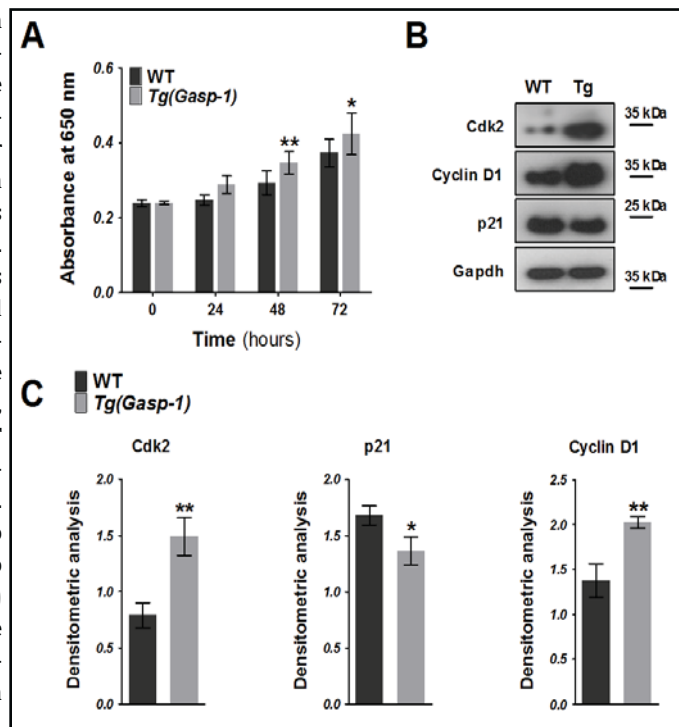 A
WT
Tg(Gasp-1)
Absorbance at 650 nm
0.6
0.4
0.2
0.0
*
**
0
24
48
72
Time (hours)
B
WT Tg
Cdk2
35 kDa
Cyclin D1
35 kDa
25 kDa
p21
Gapdh
35 kDa
C
WT
Tg(Gasp-1)
Cdk2
Densitometric analysis
2.0
1.5
1.0
0.5
0.0
**
p21
Densitometric analysis
2.0
1.5
1.0
0.5
0.0
*
Cyclin D1
Densitometric analysis
2.5
2.0
1.5
1.0
0.5
0.0
**